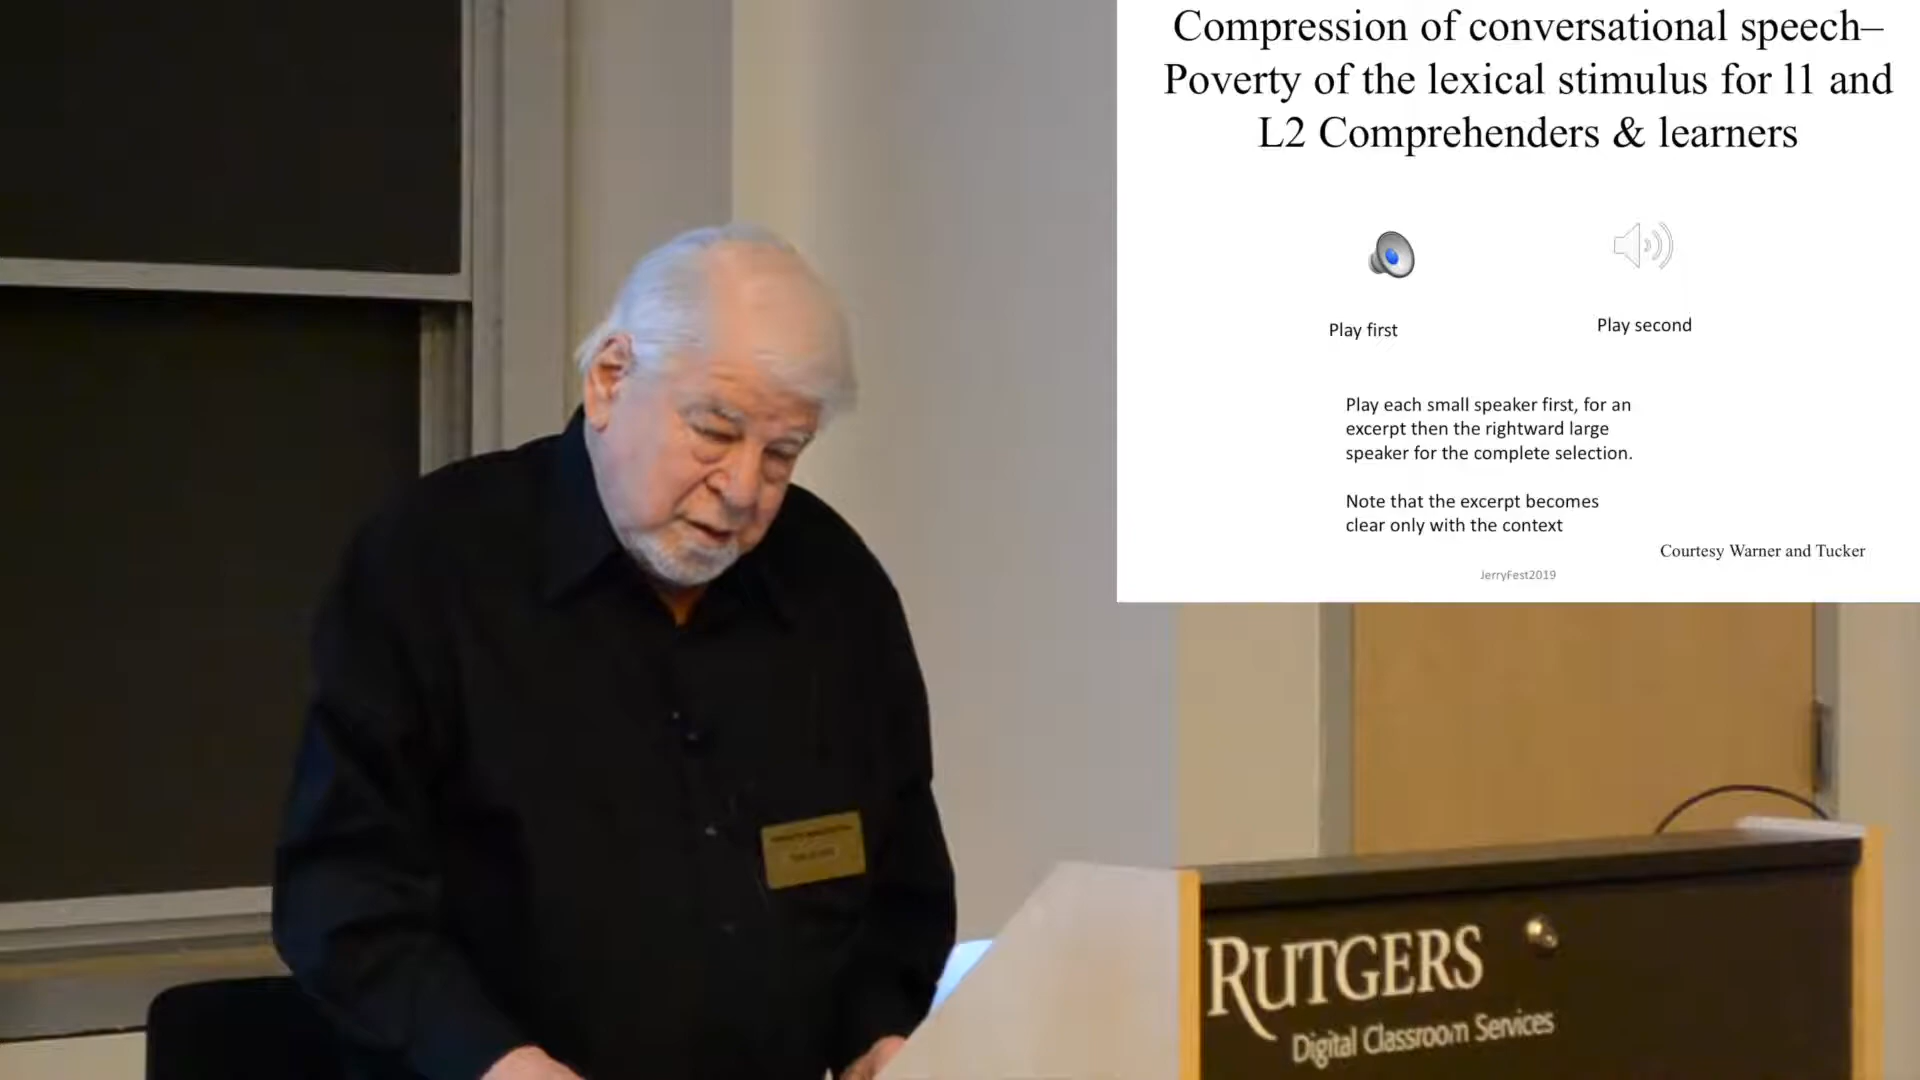 Compression of conversational speech–
Poverty of the lexical stimulus for l1 and
L2 Comprehenders & learners
Play first
Play second
Play each small speaker first, for an
excerpt then the rightward large
speaker for the complete selection.
Note that the excerpt becomes
clear only with the context
Courtesy Warner and Tucker
JerryFest2019
RUTGERS
Digital Classroom Services